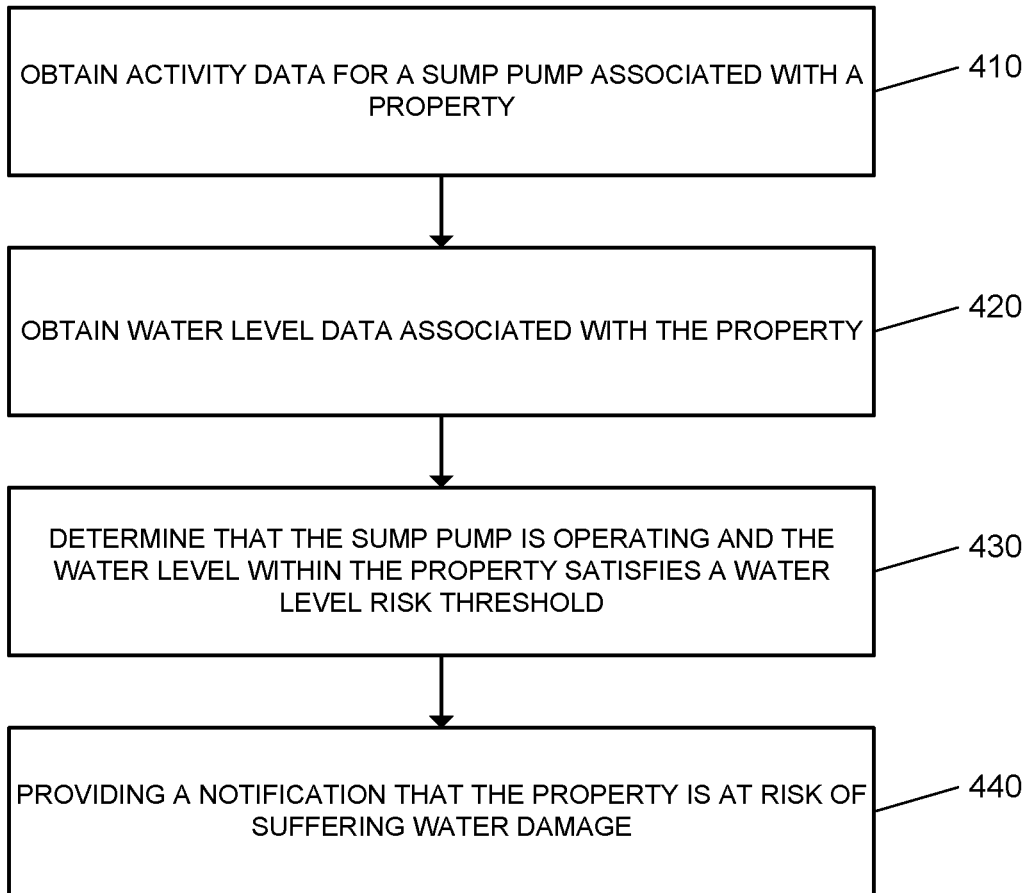 OBTAIN ACTIVITY DATA FOR A SUMP PUMP ASSOCIATED WITH A
PROPERTY
410
OBTAIN WATER LEVEL DATA ASSOCIATED WITH THE PROPERTY
420
DETERMINE THAT THE SUMP PUMP IS OPERATING AND THE
WATER LEVEL WITHIN THE PROPERTY SATISFIES A WATER
LEVEL RISK THRESHOLD
430
PROVIDING A NOTIFICATION THAT THE PROPERTY IS AT RISK OF
SUFFERING WATER DAMAGE
440